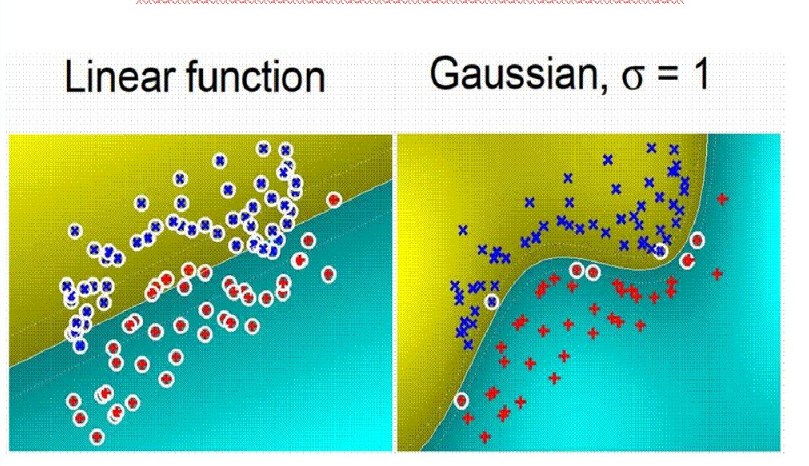 Linear function
Gaussian, σ = 1